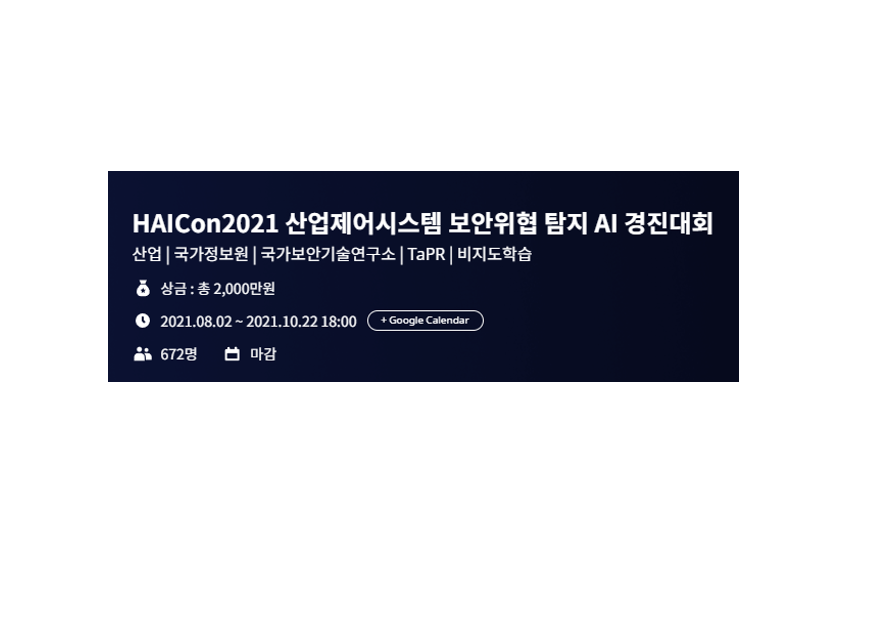 HAICon2021 산업제어시스템 보안위협 탐지 AI 경진대회
산업 | 국가정보원 | 국가보안기술연구소 | TaPR | 비지도학습
상금 : 총 2,000만원
2021.08.02 ~ 2021.10.22 18:00 + Google Calendar
672명 마감